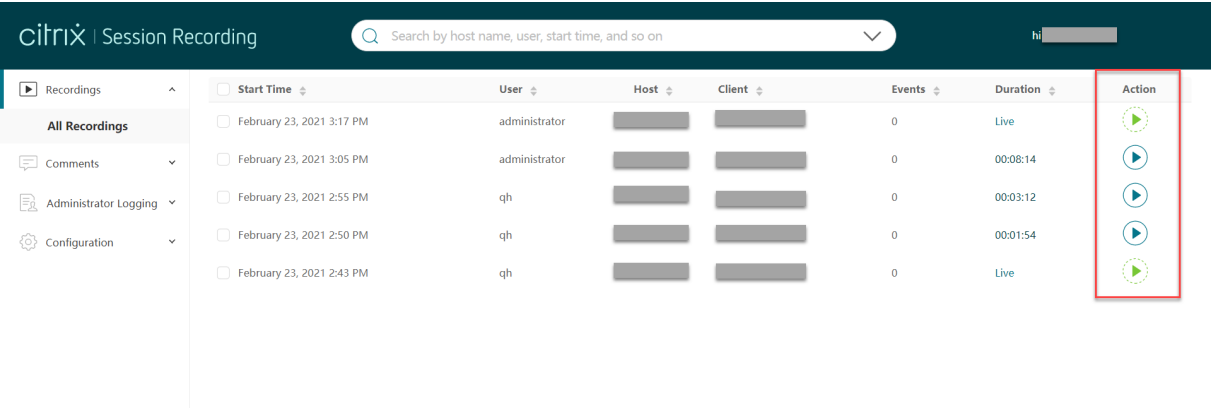 citrix | Session Recording
Search by host name, user, start time, and so on
hi
Recordings
All Recordings
Comments
Administrator Logging
Configuration
Start Time User Host Client Events Duration Action
February 23, 2021 3:17 PM administrator 0 Live
February 23, 2021 3:05 PM administrator 0 00:08:14
February 23, 2021 2:55 PM qh 0 00:03:12
February 23, 2021 2:50 PM qh 0 00:01:54
February 23, 2021 2:43 PM qh 0 Live